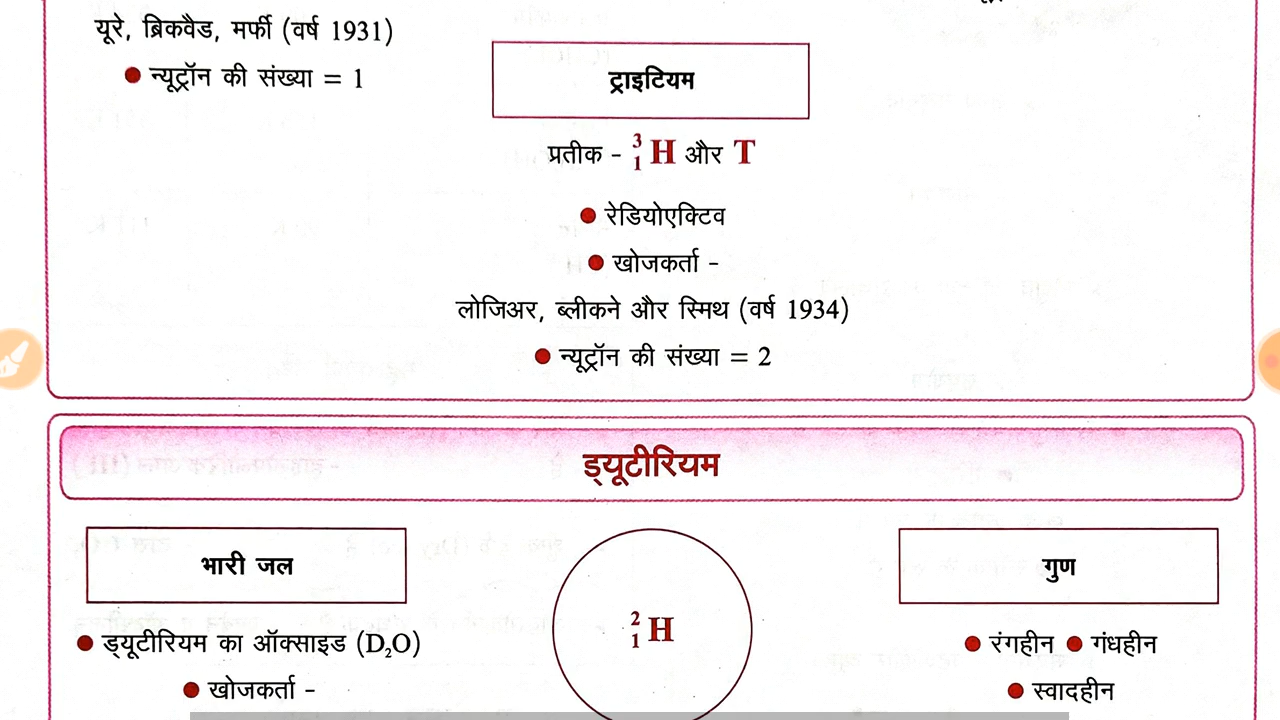 यूरे, ब्रिकवैड, मर्फी (वर्ष 1931)
● न्यूट्रॉन की संख्या = 1
ट्राइटियम
प्रतीक - ³₁H और T
● रेडियोएक्टिव
● खोजकर्ता -
लोजिअर, ब्लीकने और स्मिथ (वर्ष 1934)
● न्यूट्रॉन की संख्या = 2
ड्यूटीरियम
भारी जल
● ड्यूटीरियम का ऑक्साइड (D₂O)
● खोजकर्ता -
²₁H
गुण
● रंगहीन ● गंधहीन
● स्वादहीन